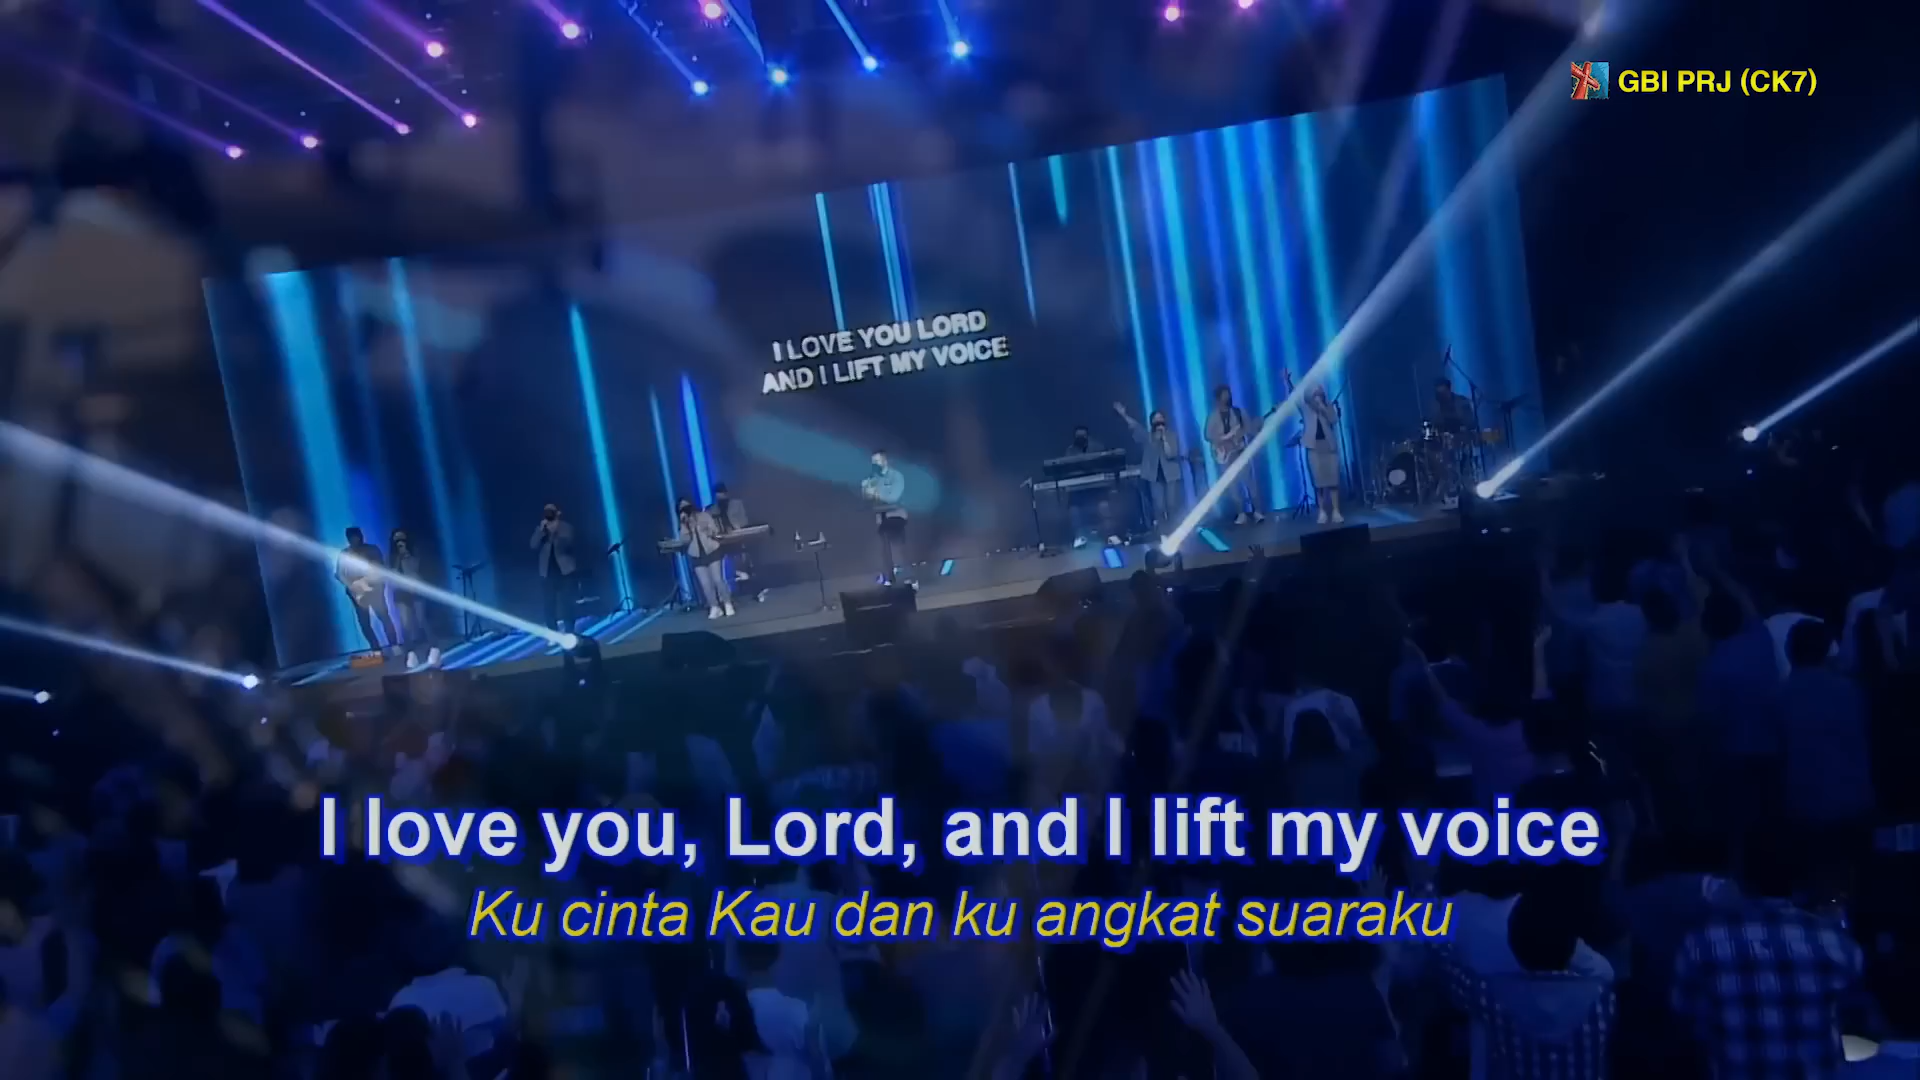 GBI PRJ (CK7)
I LOVE YOU LORD
AND I LIFT MY VOICE
I love you, Lord, and I lift my voice
Ku cinta Kau dan ku angkat suaraku